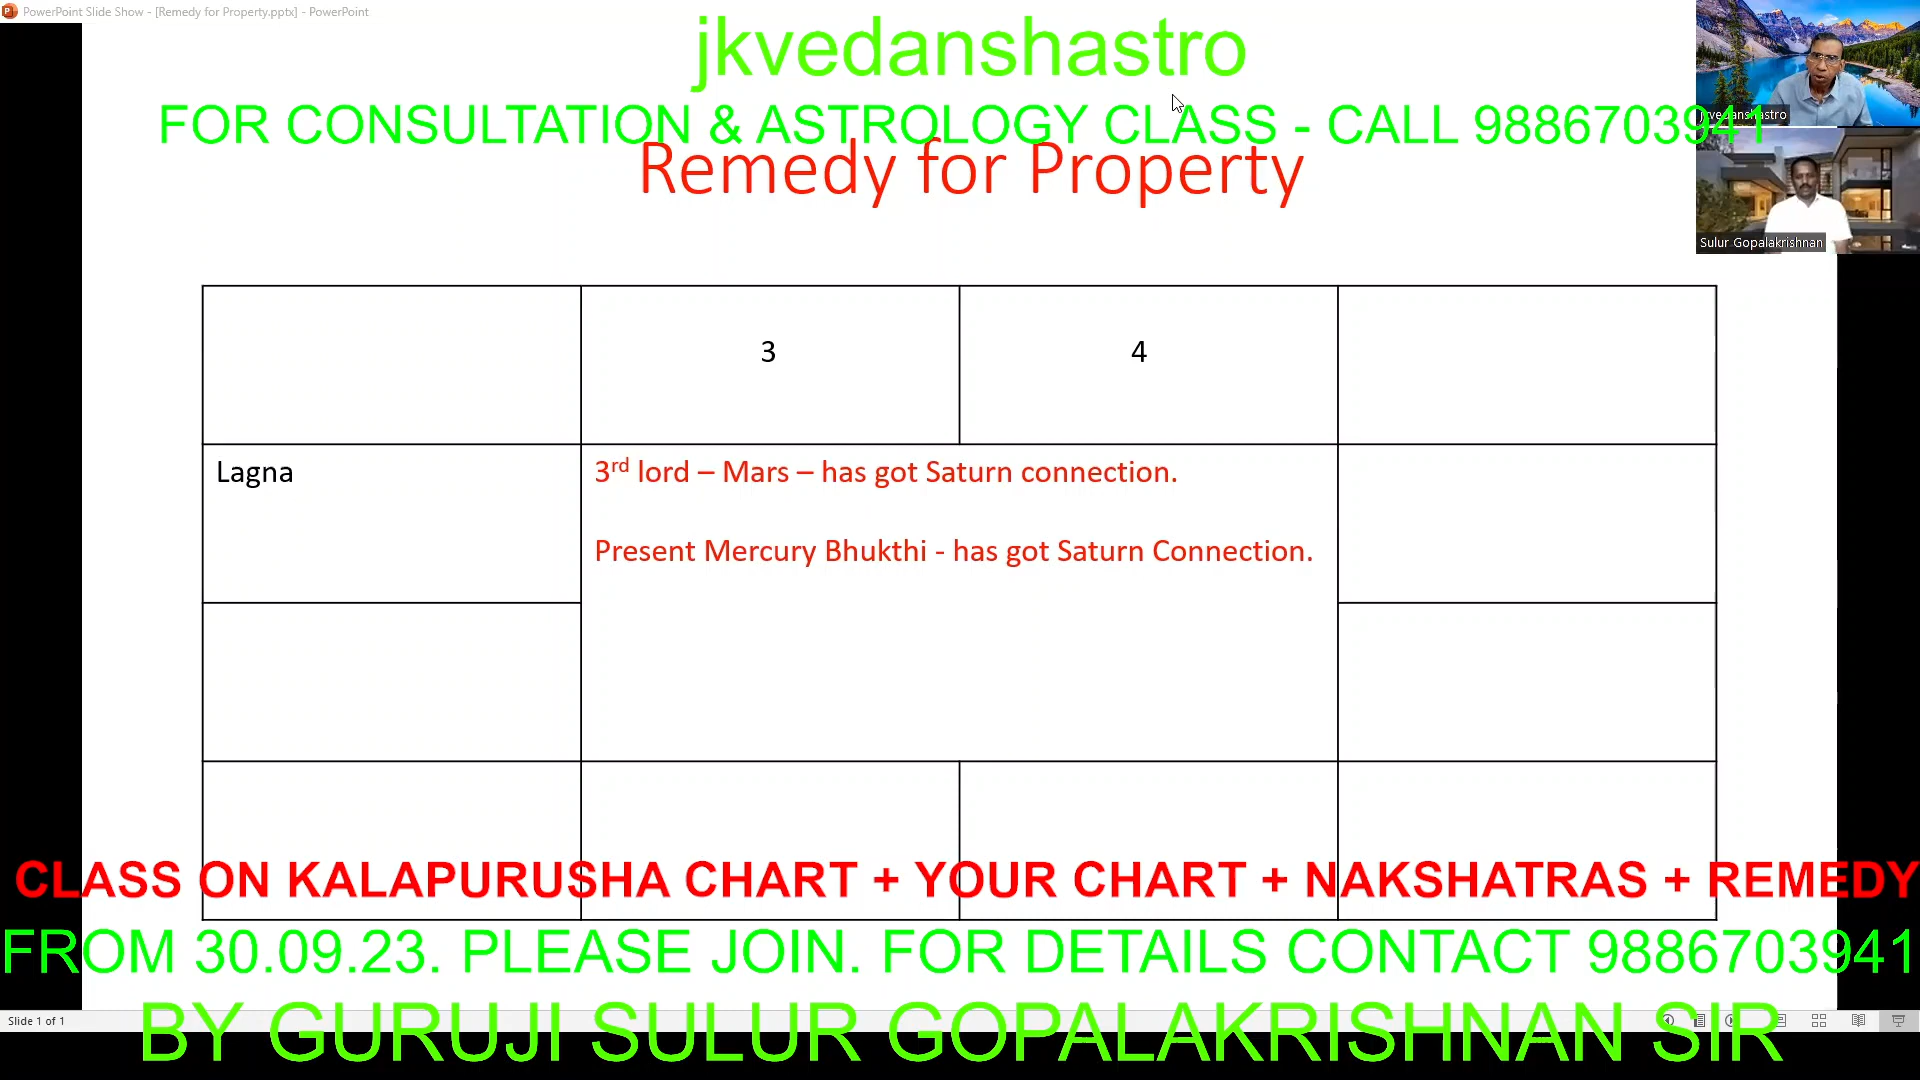 PowerPoint Slide Show - [Remedy for Property.pptx] - PowerPoint
jkvedanshastro
FOR CONSULTATION & ASTROLOGY CLASS - CALL 9886703941
jkvedanshastro
Remedy for Property
Sulur Gopalakrishnan
3
4
Lagna
3rd lord – Mars – has got Saturn connection.
Present Mercury Bhukthi - has got Saturn Connection.
CLASS ON KALAPURUSHA CHART + YOUR CHART + NAKSHATRAS + REMEDY
FROM 30.09.23. PLEASE JOIN. FOR DETAILS CONTACT 9886703941
Slide 1 of 1
BY GURUJI SULUR GOPALAKRISHNAN SIR